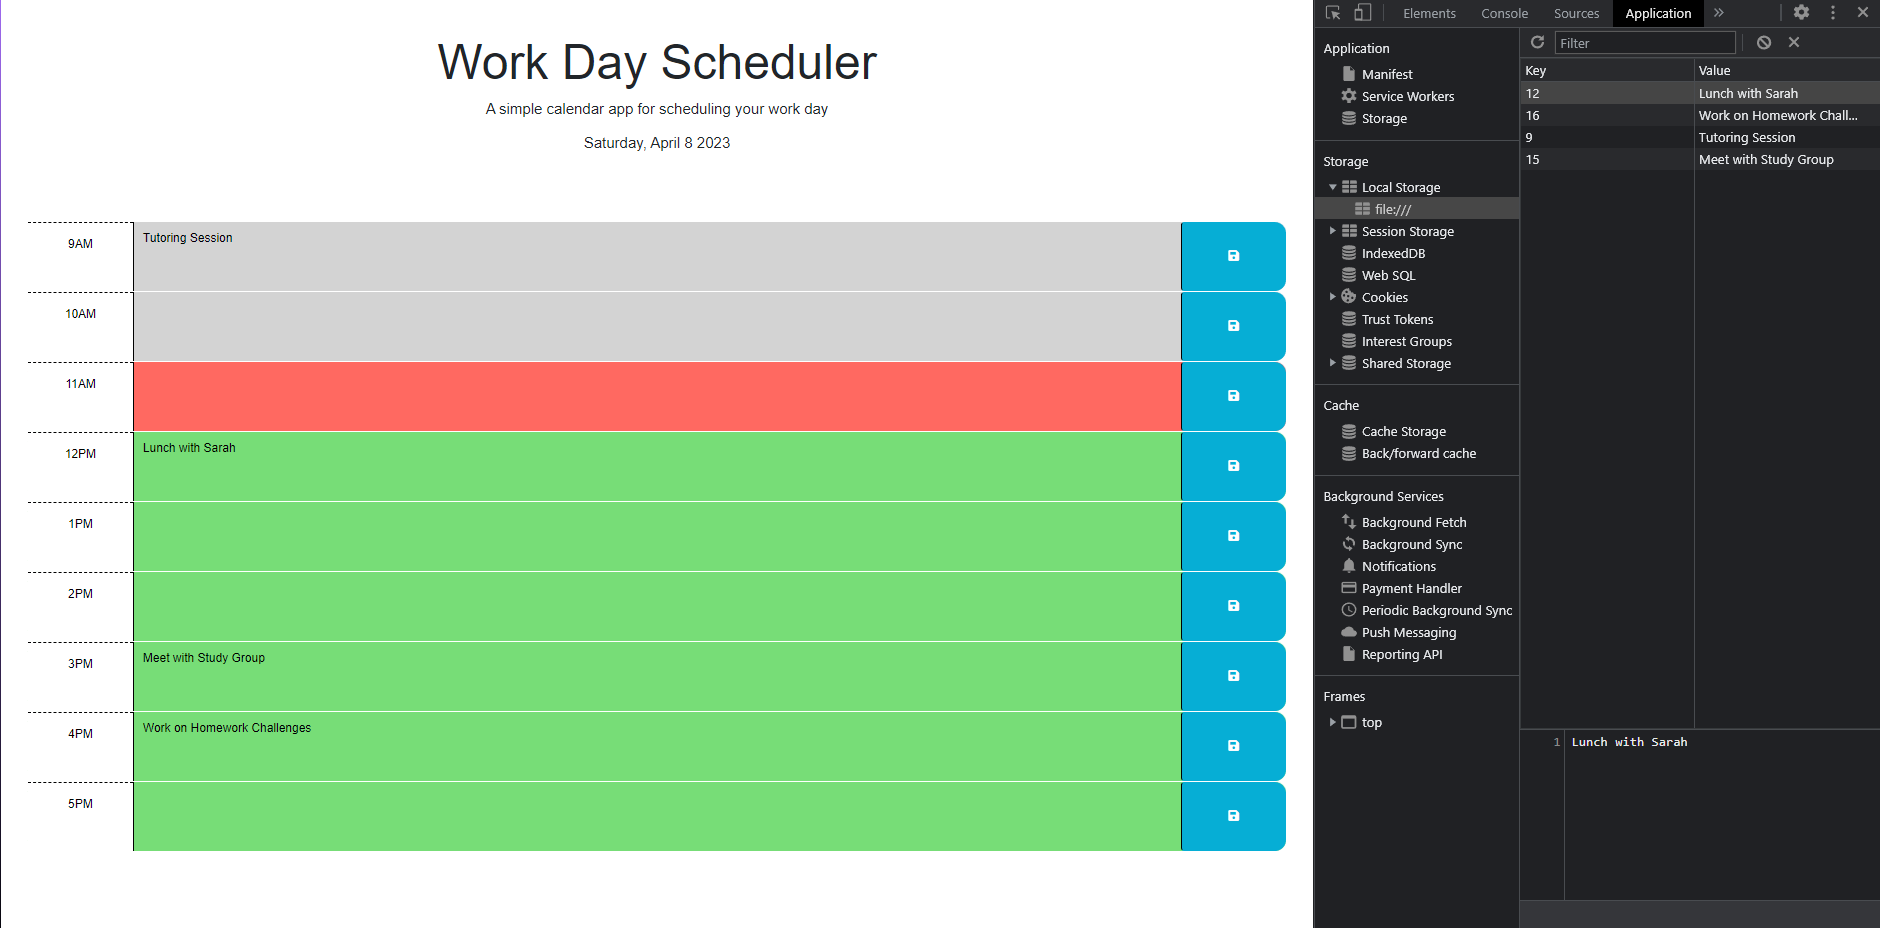 Work Day Scheduler
A simple calendar app for scheduling your work day
Saturday, April 8 2023
9AM
Tutoring Session
10AM
11AM
12PM
Lunch with Sarah
1PM
2PM
3PM
Meet with Study Group
4PM
Work on Homework Challenges
5PM
Elements Console Sources Application »
Application
Manifest
Service Workers
Storage
Storage
Local Storage
file:///
Session Storage
IndexedDB
Web SQL
Cookies
Trust Tokens
Interest Groups
Shared Storage
Cache
Cache Storage
Back/forward cache
Background Services
Background Fetch
Background Sync
Notifications
Payment Handler
Periodic Background Sync
Push Messaging
Reporting API
Frames
top
Filter
Key Value
12 Lunch with Sarah
16 Work on Homework Chall...
9 Tutoring Session
15 Meet with Study Group
1 Lunch with Sarah